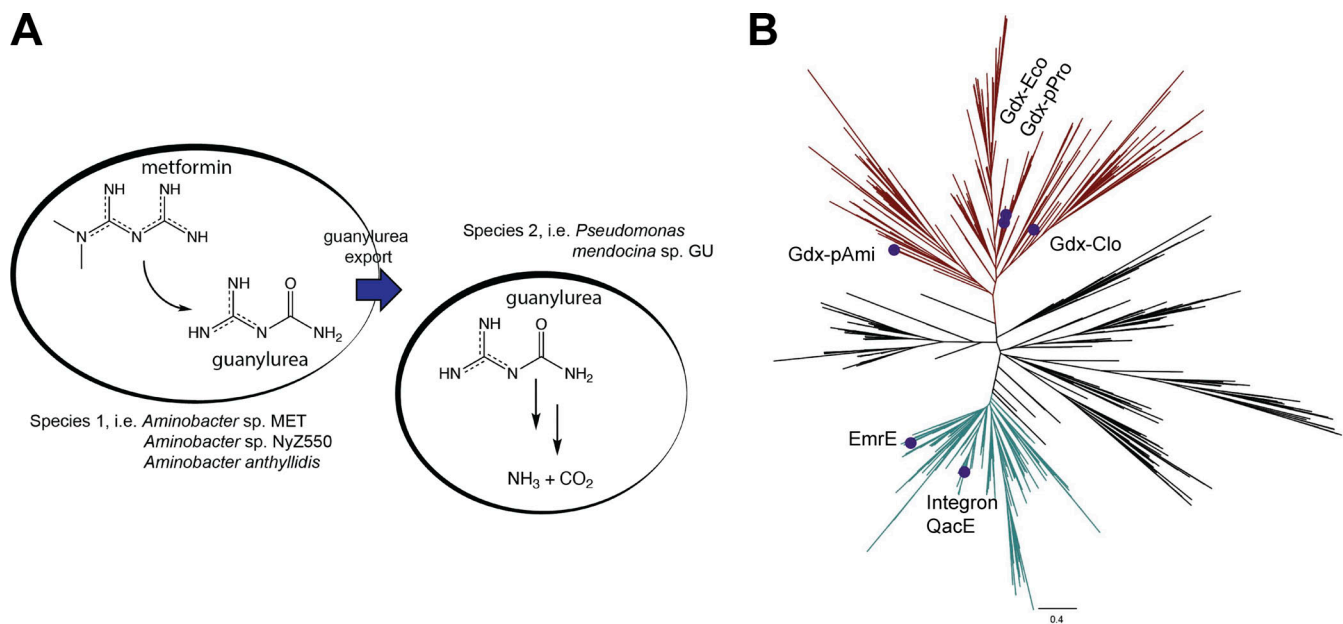 A
metformin
NH
NH
N
N
NH
NH
O
HN
N
NH₂
guanylurea
guanylurea
export
Species 1, i.e. Aminobacter sp. MET
Aminobacter sp. NyZ550
Aminobacter anthyllidis
Species 2, i.e. Pseudomonas
mendocina sp. GU
guanylurea
NH
O
HN
N
NH₂
NH₃ + CO₂
B
Gdx-Eco
Gdx-pPro
Gdx-pAmi
Gdx-Clo
EmrE
Integron
QacE
0.4